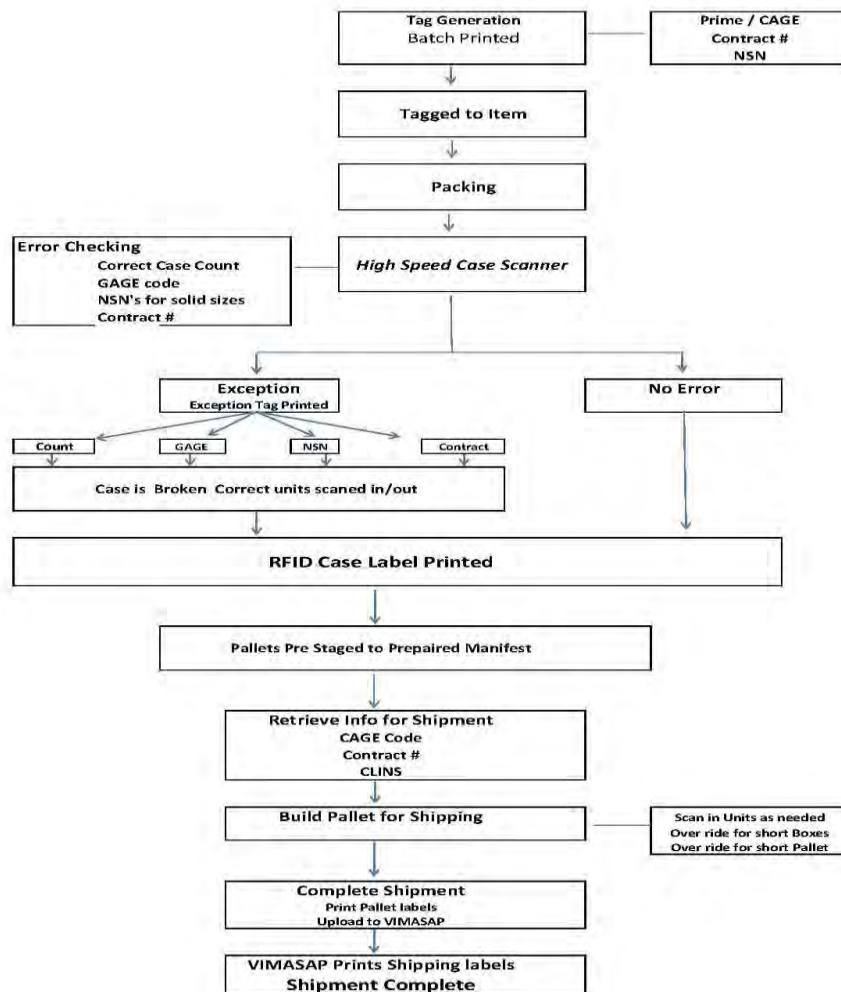 Tag Generation
Batch Printed
Prime / CAGE
Contract #
NSN
Tagged to Item
Packing
Error Checking
Correct Case Count
GAGE code
NSN's for solid sizes
Contract #
High Speed Case Scanner
Exception
Exception Tag Printed
No Error
Count
GAGE
NSN
Contract
Case is Broken Correct units scaned in/out
RFID Case Label Printed
Pallets Pre Staged to Prepaired Manifest
Retrieve Info for Shipment
CAGE Code
Contract #
CLINS
Build Pallet for Shipping
Scan in Units as needed
Over ride for short Boxes
Over ride for short Pallet
Complete Shipment
Print Pallet labels
Upload to VIMASAP
VIMASAP Prints Shipping labels
Shipment Complete